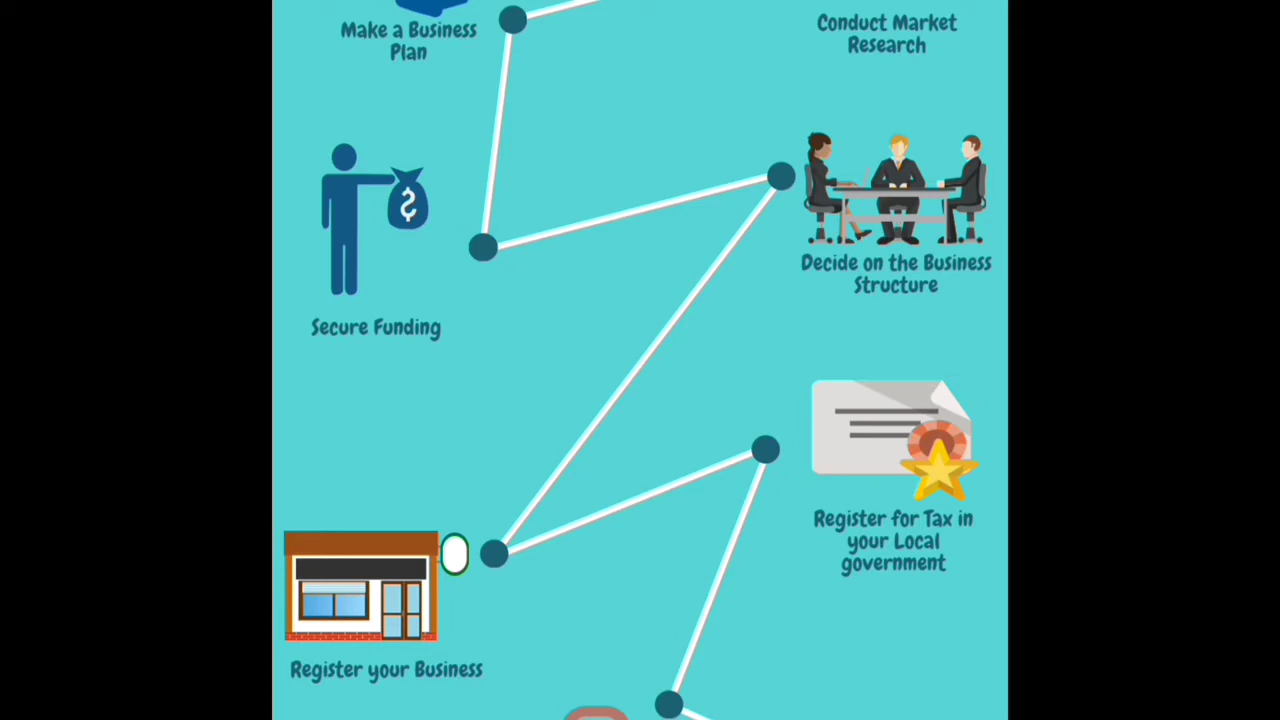 Make a Business
Plan
Conduct Market
Research
$
Secure Funding
Decide on the Business
Structure
Register for Tax in
your Local
government
Register your Business